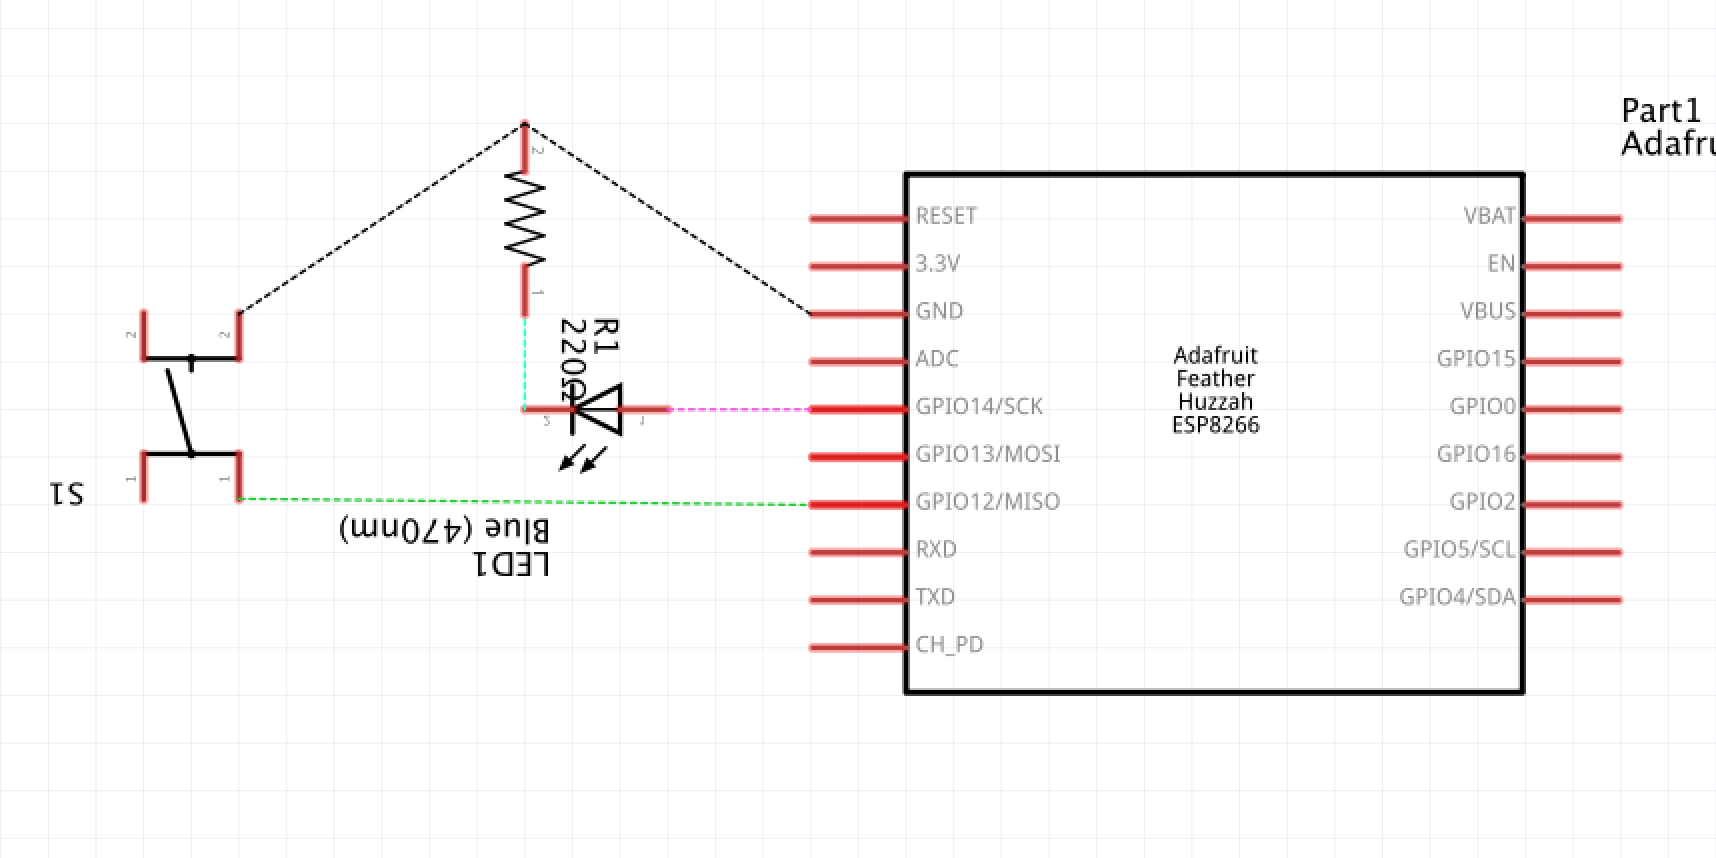 Part1
Adafru
RESET
3.3V
GND
ADC
GPIO14/SCK
GPIO13/MOSI
GPIO12/MISO
RXD
TXD
CH_PD
Adafruit
Feather
Huzzah
ESP8266
VBAT
EN
VBUS
GPIO15
GPIO0
GPIO16
GPIO2
GPIO5/SCL
GPIO4/SDA
2
1
R1
220Ω
2
1
2
2
1
1
S1
LED1
Blue (470nm)